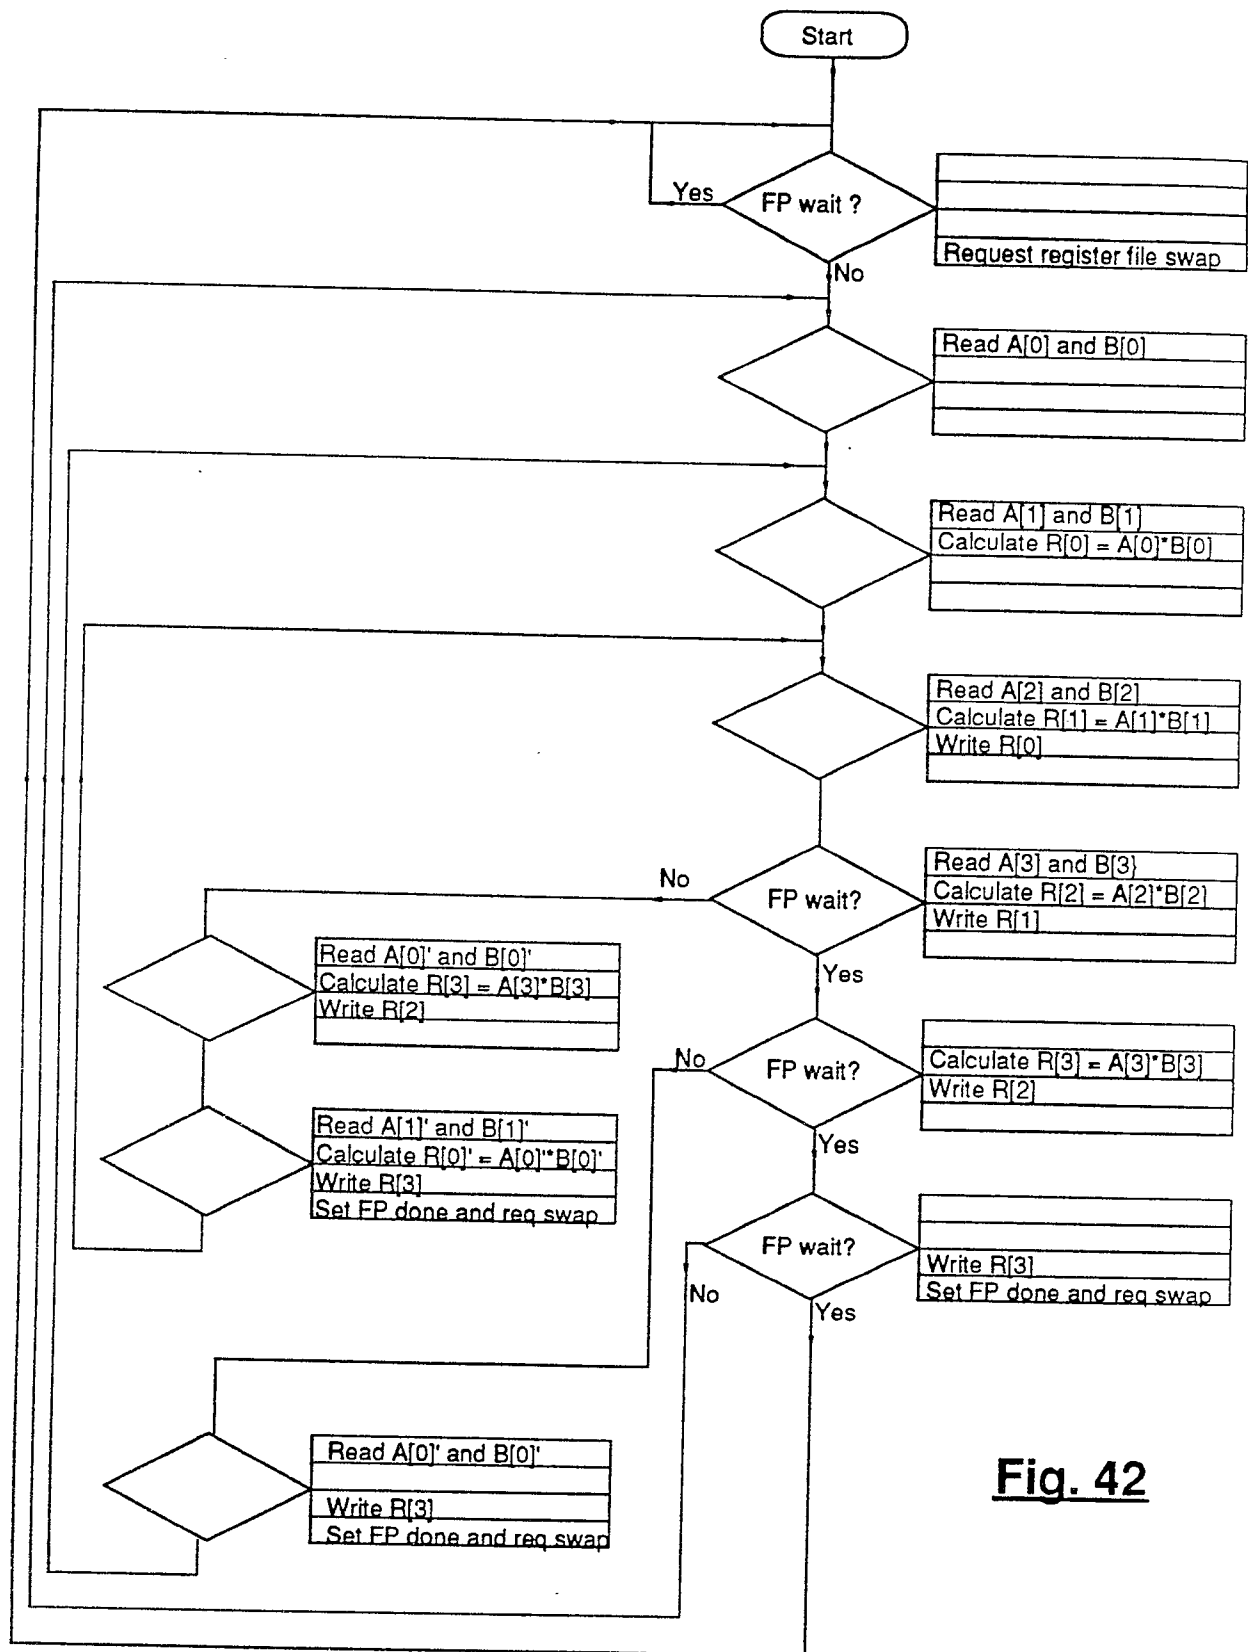 Start
Yes
FP wait ?
Request register file swap
No
Read A[0] and B[0]
Read A[1] and B[1]
Calculate R[0] = A[0]*B[0]
Read A[2] and B[2]
Calculate R[1] = A[1]*B[1]
Write R[0]
No
FP wait?
Read A[3] and B[3}
Calculate R[2] = A[2]*B[2]
Write R[1]
Yes
Read A[0]' and B[0]'
Calculate R[3] = A[3]*B[3]
Write R[2]
No
FP wait?
Calculate R[3] = A[3]*B[3]
Write R[2]
Yes
Read A[1]' and B[1]'
Calculate R[0]' = A[0]'*B[0]'
Write R[3]
Set FP done and req swap
FP wait?
Write R[3]
Set FP done and req swap
No
Yes
Read A[0]' and B[0]'
Write R[3]
Set FP done and req swap
Fig. 42